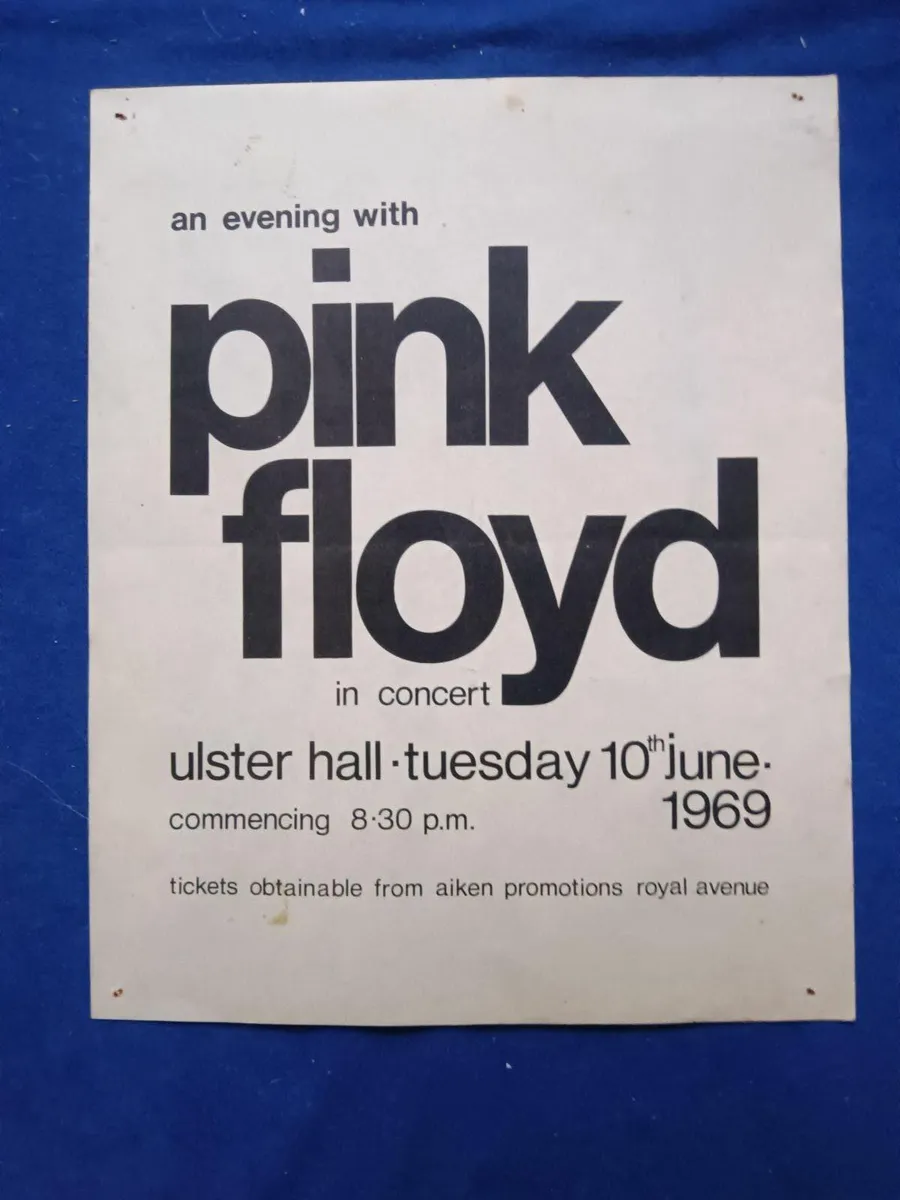 an evening with
pink
floyd
in concert
ulster hall · tuesday 10th june ·
1969
commencing 8·30 p.m.
tickets obtainable from aiken promotions royal avenue